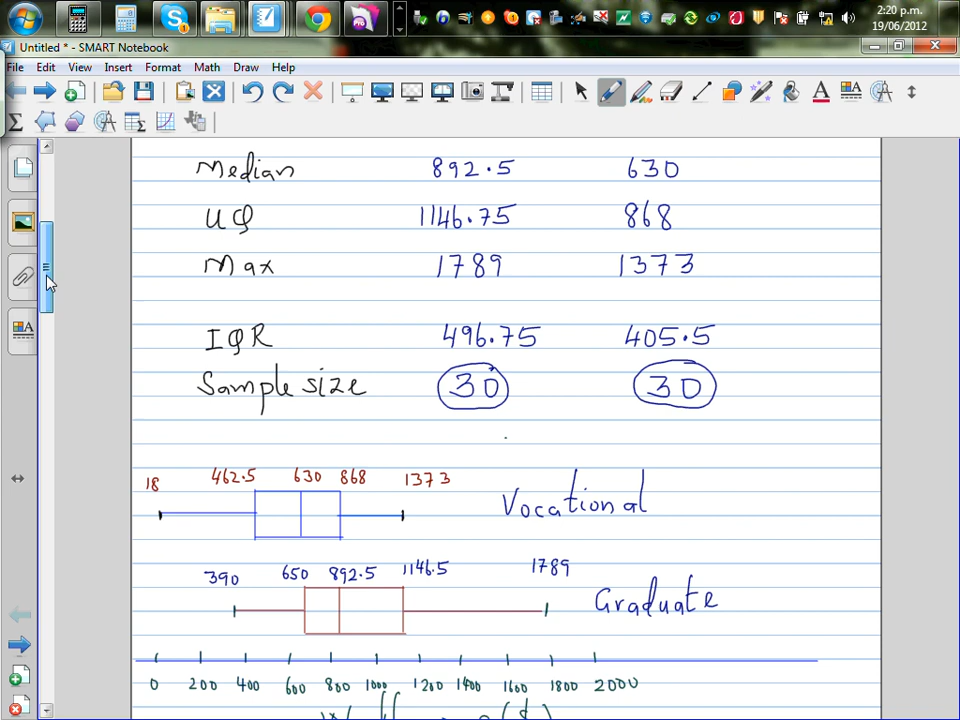 2:20 p.m.
19/06/2012
Untitled * - SMART Notebook
File Edit View Insert Format Math Draw Help
Median 892.5 630
UQ 1146.75 868
Max 1789 1373
IQR 496.75 405.5
Sample size 30 30
18 462.5 630 868 1373
Vocational
390 650 892.5 1146.5 1789
Graduate
0 200 400 600 800 1000 1200 1400 1600 1800 2000